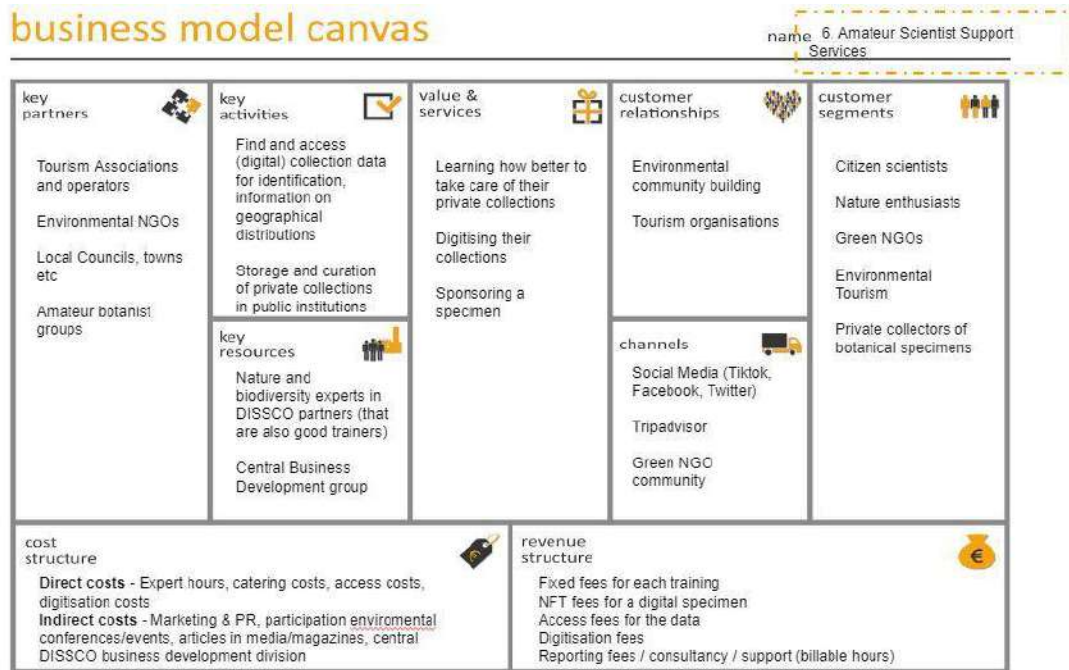 business model canvas
name 6. Amateur Scientist Support
Services
key
partners
Tourism Associations
and operators
Environmental NGOs
Local Councils, towns
etc
Amateur botanist
groups
key
activities
Find and access
(digital) collection data
for identification,
information on
geographical
distributions
Storage and curation
of private collections
in public institutions
key
resources
Nature and
biodiversity experts in
DISSCO partners (that
are also good trainers)
Central Business
Development group
value &
services
Learning how better to
take care of their
private collections
Digitising their
collections
Sponsoring a
specimen
customer
relationships
Environmental
community building
Tourism organisations
channels
Social Media (Tiktok,
Facebook, Twitter)
Tripadvisor
Green NGO
community
customer
segments
Citizen scientists
Nature enthusiasts
Green NGOs
Environmental
Tourism
Private collectors of
botanical specimens
cost
structure
Direct costs - Expert hours, catering costs, access costs,
digitisation costs
Indirect costs - Marketing & PR, participation enviromental
conferences/events, articles in media/magazines, central
DISSCO business development division
revenue
structure
€
Fixed fees for each training
NFT fees for a digital specimen
Access fees for the data
Digitisation fees
Reporting fees / consultancy / support (billable hours)